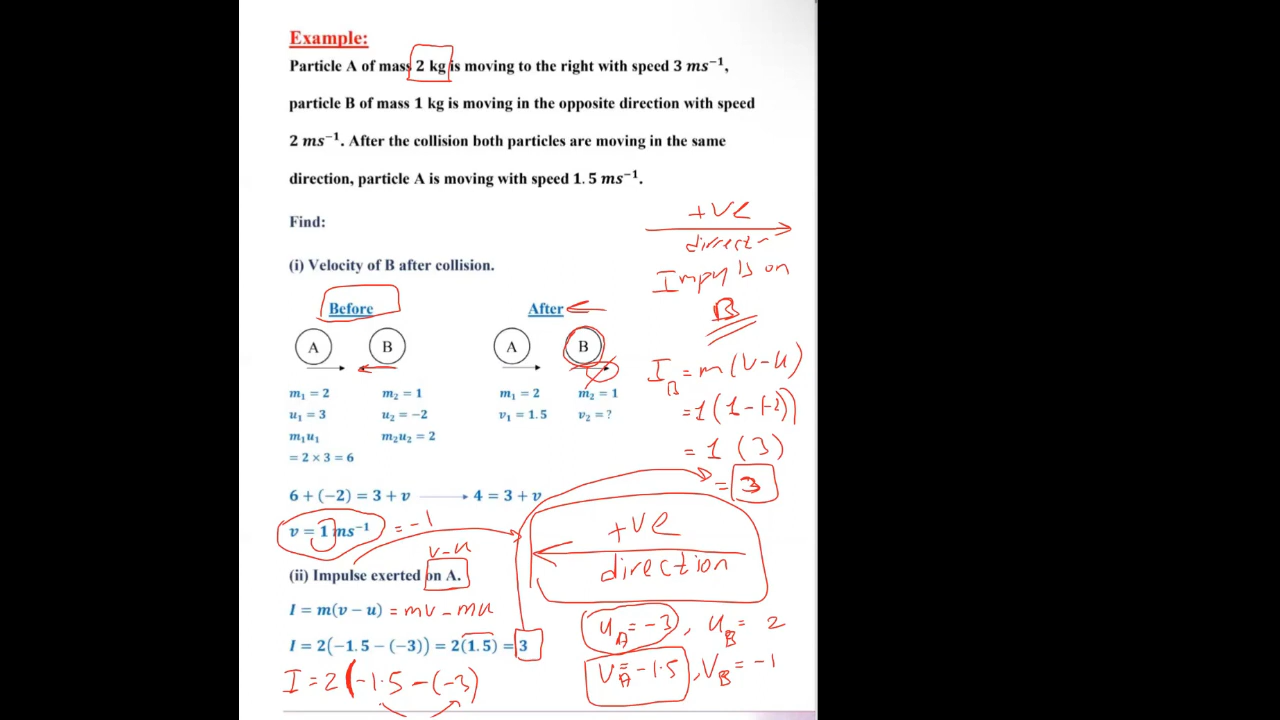 Example:
Particle A of mass 2 kg is moving to the right with speed 3 ms⁻¹,
particle B of mass 1 kg is moving in the opposite direction with speed
2 ms⁻¹. After the collision both particles are moving in the same
direction, particle A is moving with speed 1.5 ms⁻¹.
Find:
(i) Velocity of B after collision.
Before
After
A
B
A
B
m₁ = 2
m₂ = 1
m₁ = 2
m₂ = 1
u₁ = 3
u₂ = −2
v₁ = 1.5
v₂ = ?
m₁u₁
m₂u₂ = 2
= 2 × 3 = 6
6 + (−2) = 3 + v → 4 = 3 + v
v = 1 ms⁻¹ = −1
v − u
(ii) Impulse exerted on A.
I = m(v − u) = mv − mu
I = 2(−1.5 − (−3)) = 2(1.5) = 3
I = 2(−1.5 − (−3)
+ve
direct
on
B
I_B = m(v − u)
= 1(1 − (−2))
= 1 (3)
= 3
+ve
direction
u_A = −3, u_B = 2
v_A = −1.5, v_B = −1